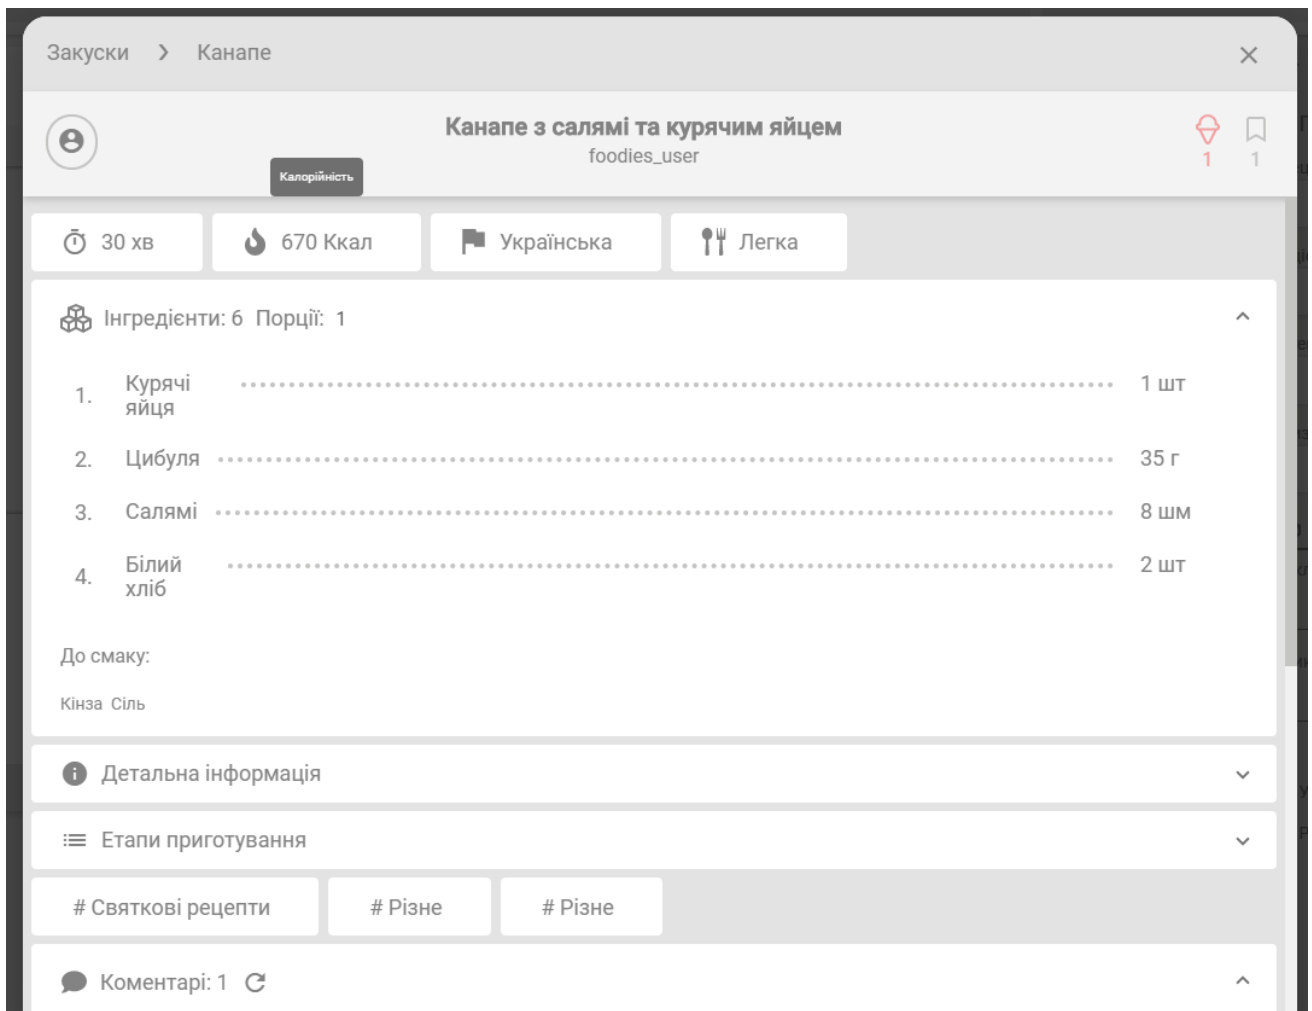 Закуски > Канапе
Канапе з салямі та курячим яйцем
foodies_user
1 1
Калорійність
30 хв 670 Ккал Українська Легка
Інгредієнти: 6 Порції: 1
1. Курячі яйця 1 шт
2. Цибуля 35 г
3. Салямі 8 шм
4. Білий хліб 2 шт
До смаку:
Кінза Сіль
Детальна інформація
Етапи приготування
# Святкові рецепти # Різне # Різне
Коментарі: 1